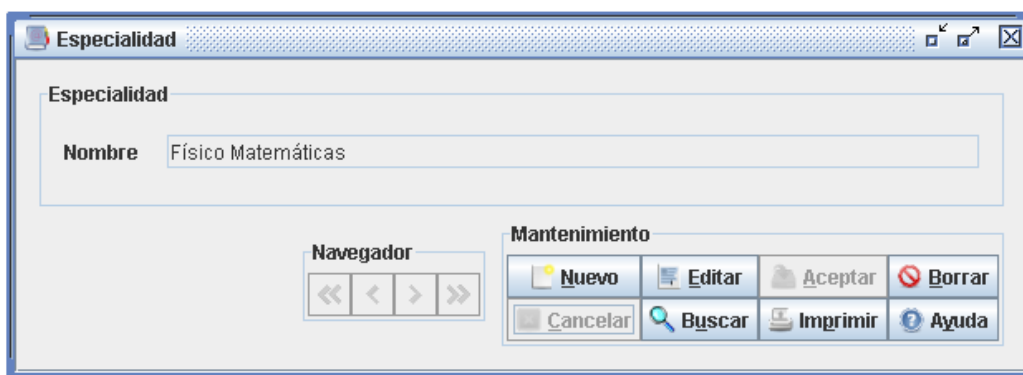 Especialidad
Especialidad
Nombre Físico Matemáticas
Navegador
Mantenimiento
Nuevo Editar Aceptar Borrar
Cancelar Buscar Imprimir Ayuda